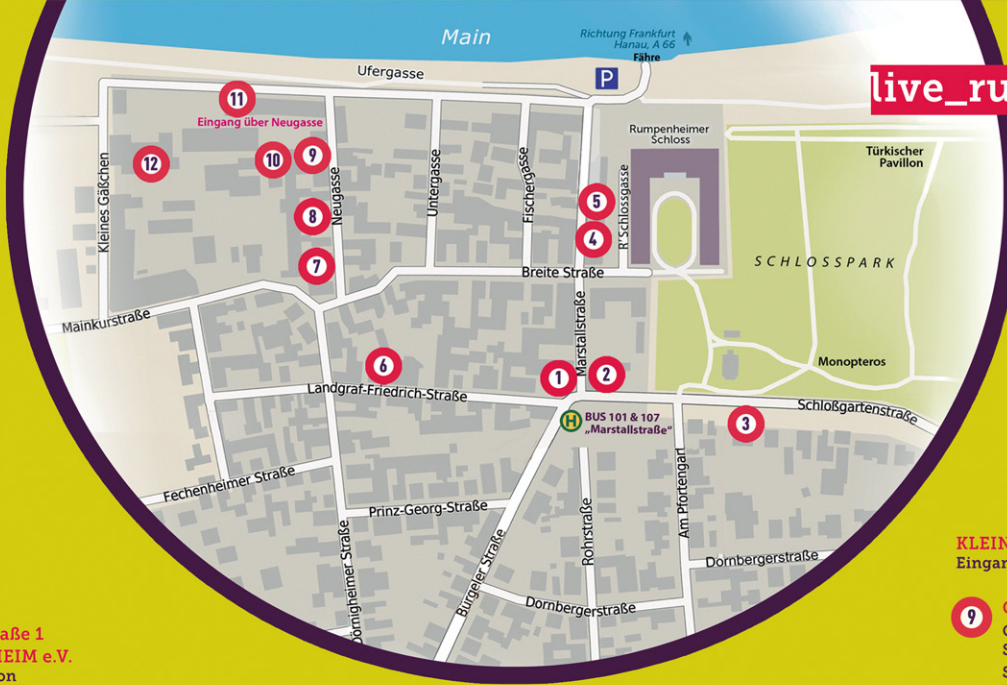 Main
Richtung Frankfurt
Hanau, A 66
Fähre
Ufergasse
P
live_ru
11
Eingang über Neugasse
Rumpenheimer
Schloss
Türkischer
Pavillon
12
10
9
Kleines Gäßchen
Neugasse
Untergasse
Fischergasse
R' Schlossgasse
5
8
4
7
Breite Straße
SCHLOSSPARK
Mainkurstraße
Marstallstraße
Monopteros
6
1
2
Landgraf-Friedrich-Straße
Schloßgartenstraße
H
BUS 101 & 107
„Marstallstraße“
3
Fechenheimer Straße
Prinz-Georg-Straße
Dörnigheimer Straße
Bürgeler Straße
Rohrstraße
Am Pfortengarl
Dornbergerstraße
Dornbergerstraße
KLEIN
Eingan
9
aße 1
HEIM e.V.
on